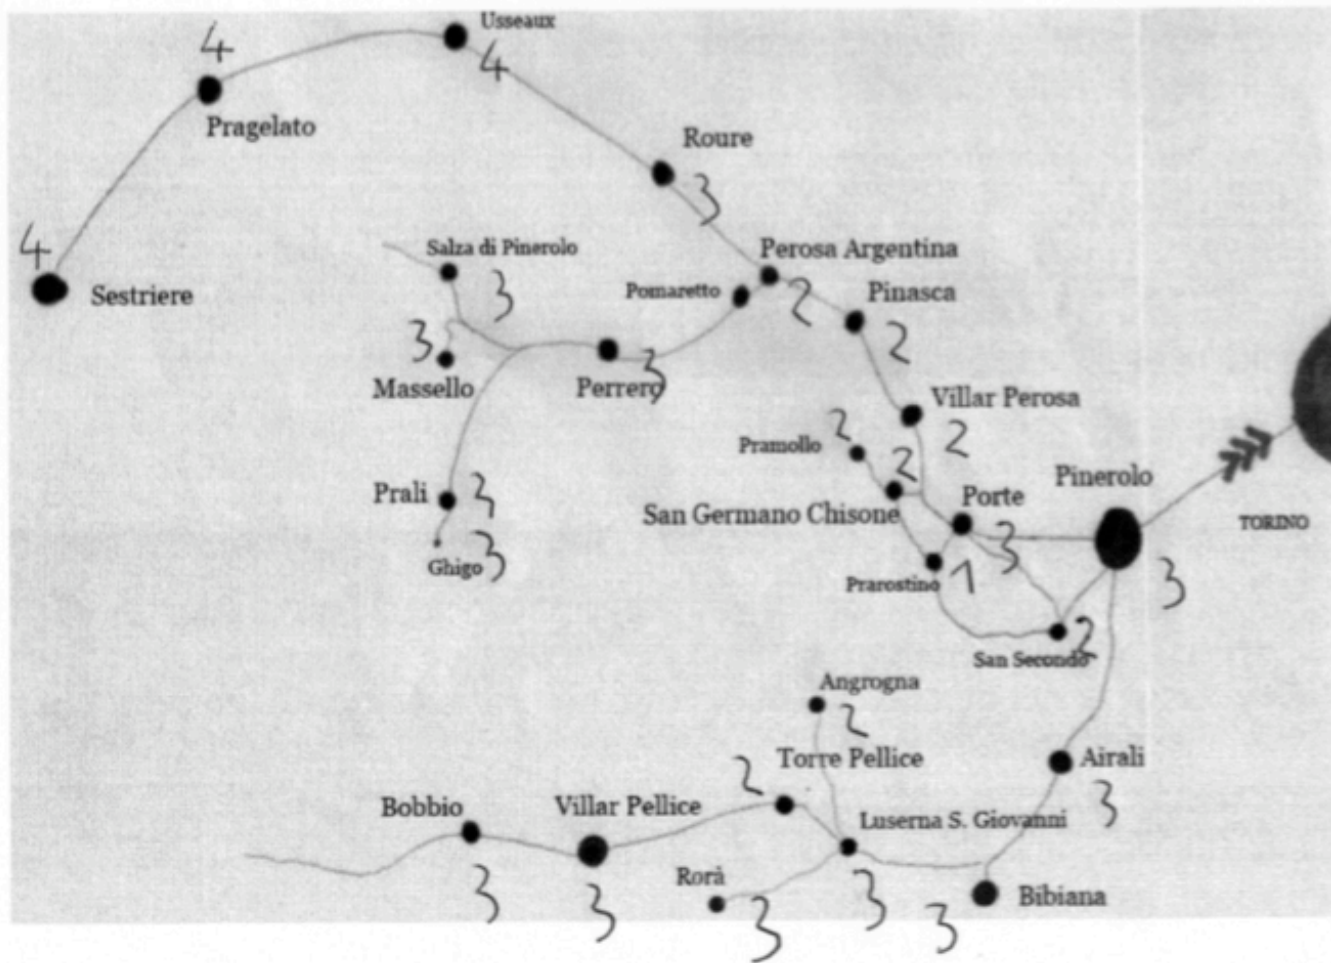 Usseaux
4
4
Pragelato
Roure
3
4
Salza di Pinerolo
Perosa Argentina
Sestriere
3
Pomaretto
2
Pinasca
2
3
Massello
Perrero
3
Villar Perosa
2
Pramollo
2
2
Pinerolo
Prali
3
San Germano Chisone
Porte
TORINO
3
Ghigo
3
Prarostino
1
3
2
San Secondo
Angrogna
2
Torre Pellice
2
Airali
3
Bobbio
Villar Pellice
Luserna S. Giovanni
Rorà
3
3
3
3
3
Bibiana